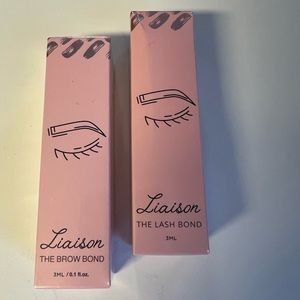 Liaison
THE BROW BOND
3ML / 0.1 fl.oz.
Liaison
THE LASH BOND
3ML